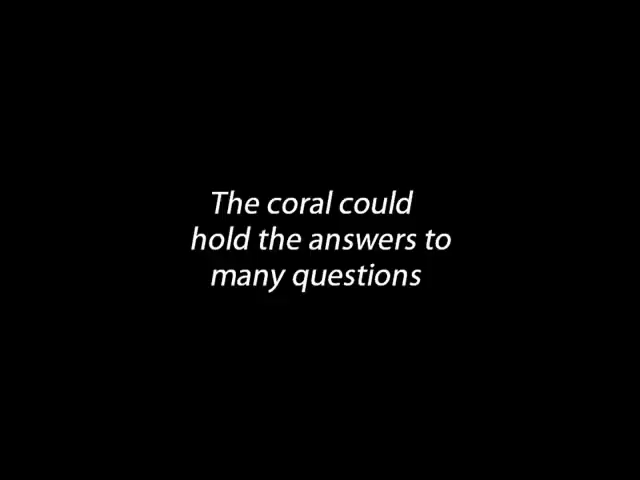 The coral could
hold the answers to
many questions